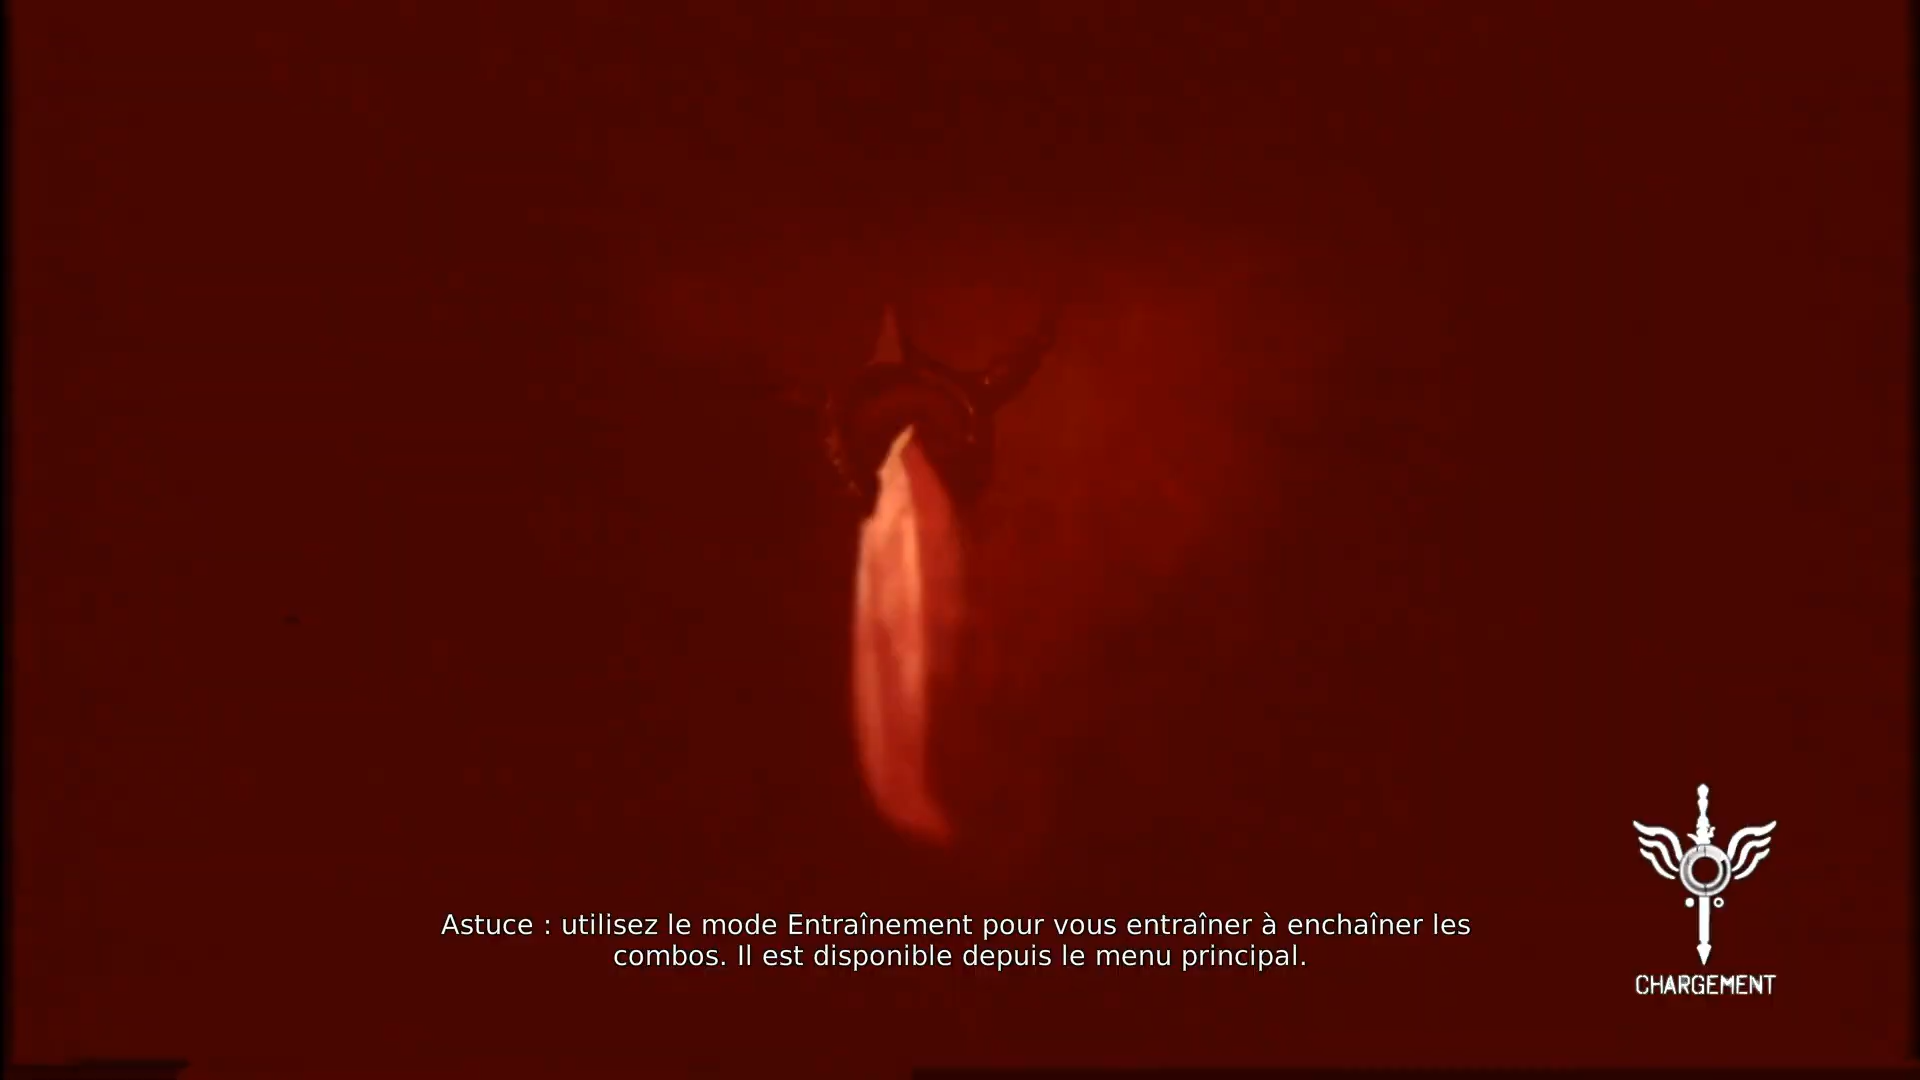 Astuce : utilisez le mode Entraînement pour vous entraîner à enchaîner les
combos. Il est disponible depuis le menu principal.
CHARGEMENT